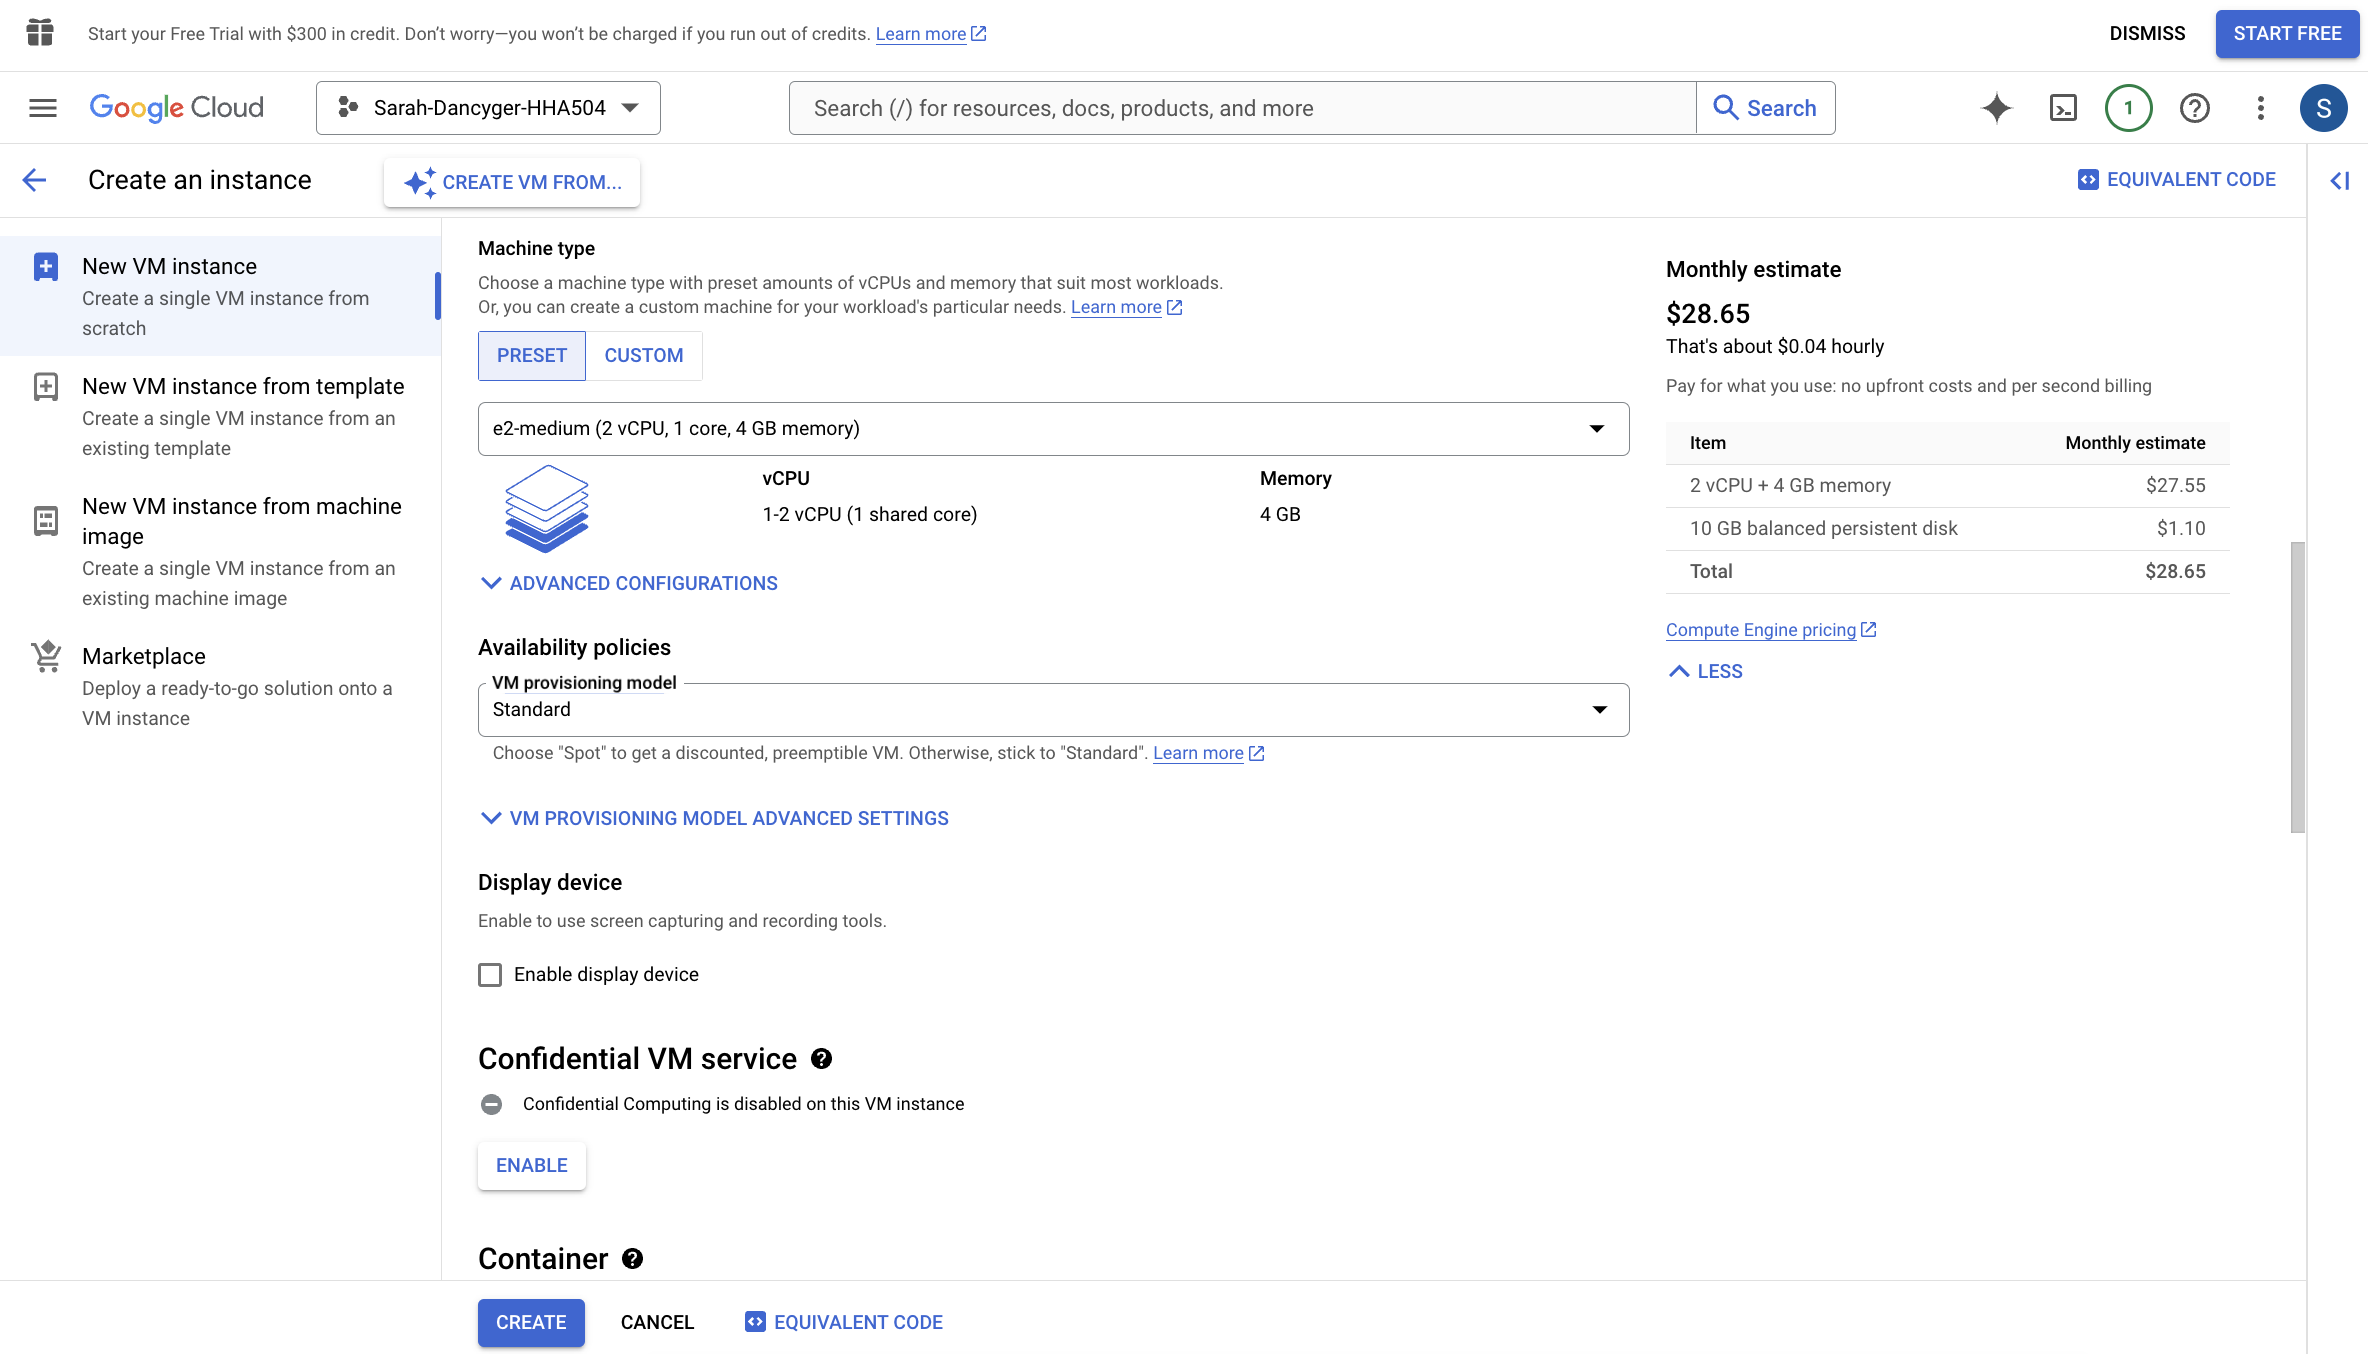 Start your Free Trial with $300 in credit. Don't worry—you won't be charged if you run out of credits. Learn more
DISMISS
START FREE
Google Cloud
Sarah-Dancyger-HHA504
Search (/) for resources, docs, products, and more
Search
1
S
Create an instance
CREATE VM FROM...
EQUIVALENT CODE
New VM instance
Create a single VM instance from
scratch
New VM instance from template
Create a single VM instance from an
existing template
New VM instance from machine
image
Create a single VM instance from an
existing machine image
Marketplace
Deploy a ready-to-go solution onto a
VM instance
Machine type
Choose a machine type with preset amounts of vCPUs and memory that suit most workloads.
Or, you can create a custom machine for your workload's particular needs. Learn more
PRESET
CUSTOM
e2-medium (2 vCPU, 1 core, 4 GB memory)
vCPU
Memory
1-2 vCPU (1 shared core)
4 GB
ADVANCED CONFIGURATIONS
Availability policies
VM provisioning model
Standard
Choose "Spot" to get a discounted, preemptible VM. Otherwise, stick to "Standard". Learn more
VM PROVISIONING MODEL ADVANCED SETTINGS
Display device
Enable to use screen capturing and recording tools.
Enable display device
Confidential VM service
Confidential Computing is disabled on this VM instance
ENABLE
Container
CREATE
CANCEL
EQUIVALENT CODE
Monthly estimate
$28.65
That's about $0.04 hourly
Pay for what you use: no upfront costs and per second billing
Item Monthly estimate
2 vCPU + 4 GB memory $27.55
10 GB balanced persistent disk $1.10
Total $28.65
Compute Engine pricing
LESS